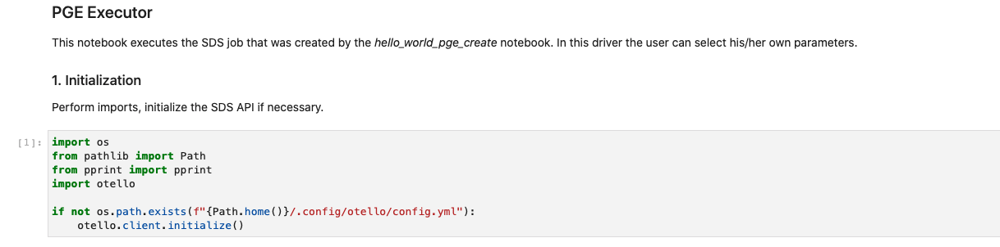 PGE Executor
This notebook executes the SDS job that was created by the hello_world_pge_create notebook. In this driver the user can select his/her own parameters.
1. Initialization
Perform imports, initialize the SDS API if necessary.
[1]: import os
from pathlib import Path
from pprint import pprint
import otello
if not os.path.exists(f"{Path.home()}/.config/otello/config.yml"):
    otello.client.initialize()